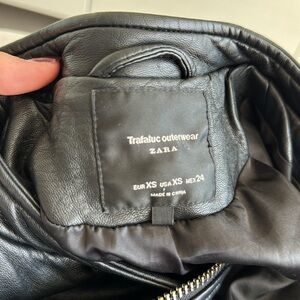 Trafaluc outerwear
ZARA
EUR XS USA XS MEX 24
MADE IN CHINA